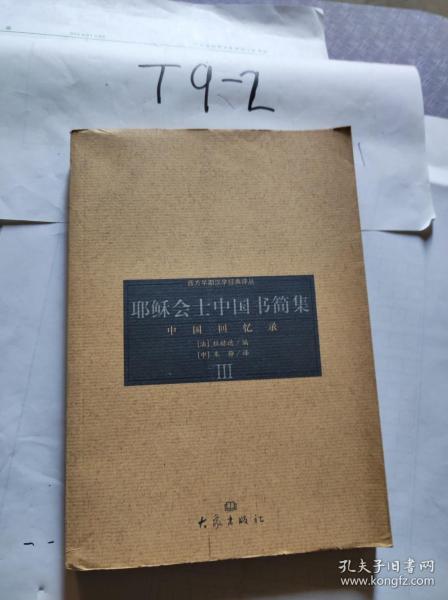 T9-2
西方早期汉学经典译丛
耶稣会士中国书简集
中国回忆录
[法] 杜赫德/编
[中] 朱静/译
III
大象出版社
孔夫子旧书网
www.kongfz.com